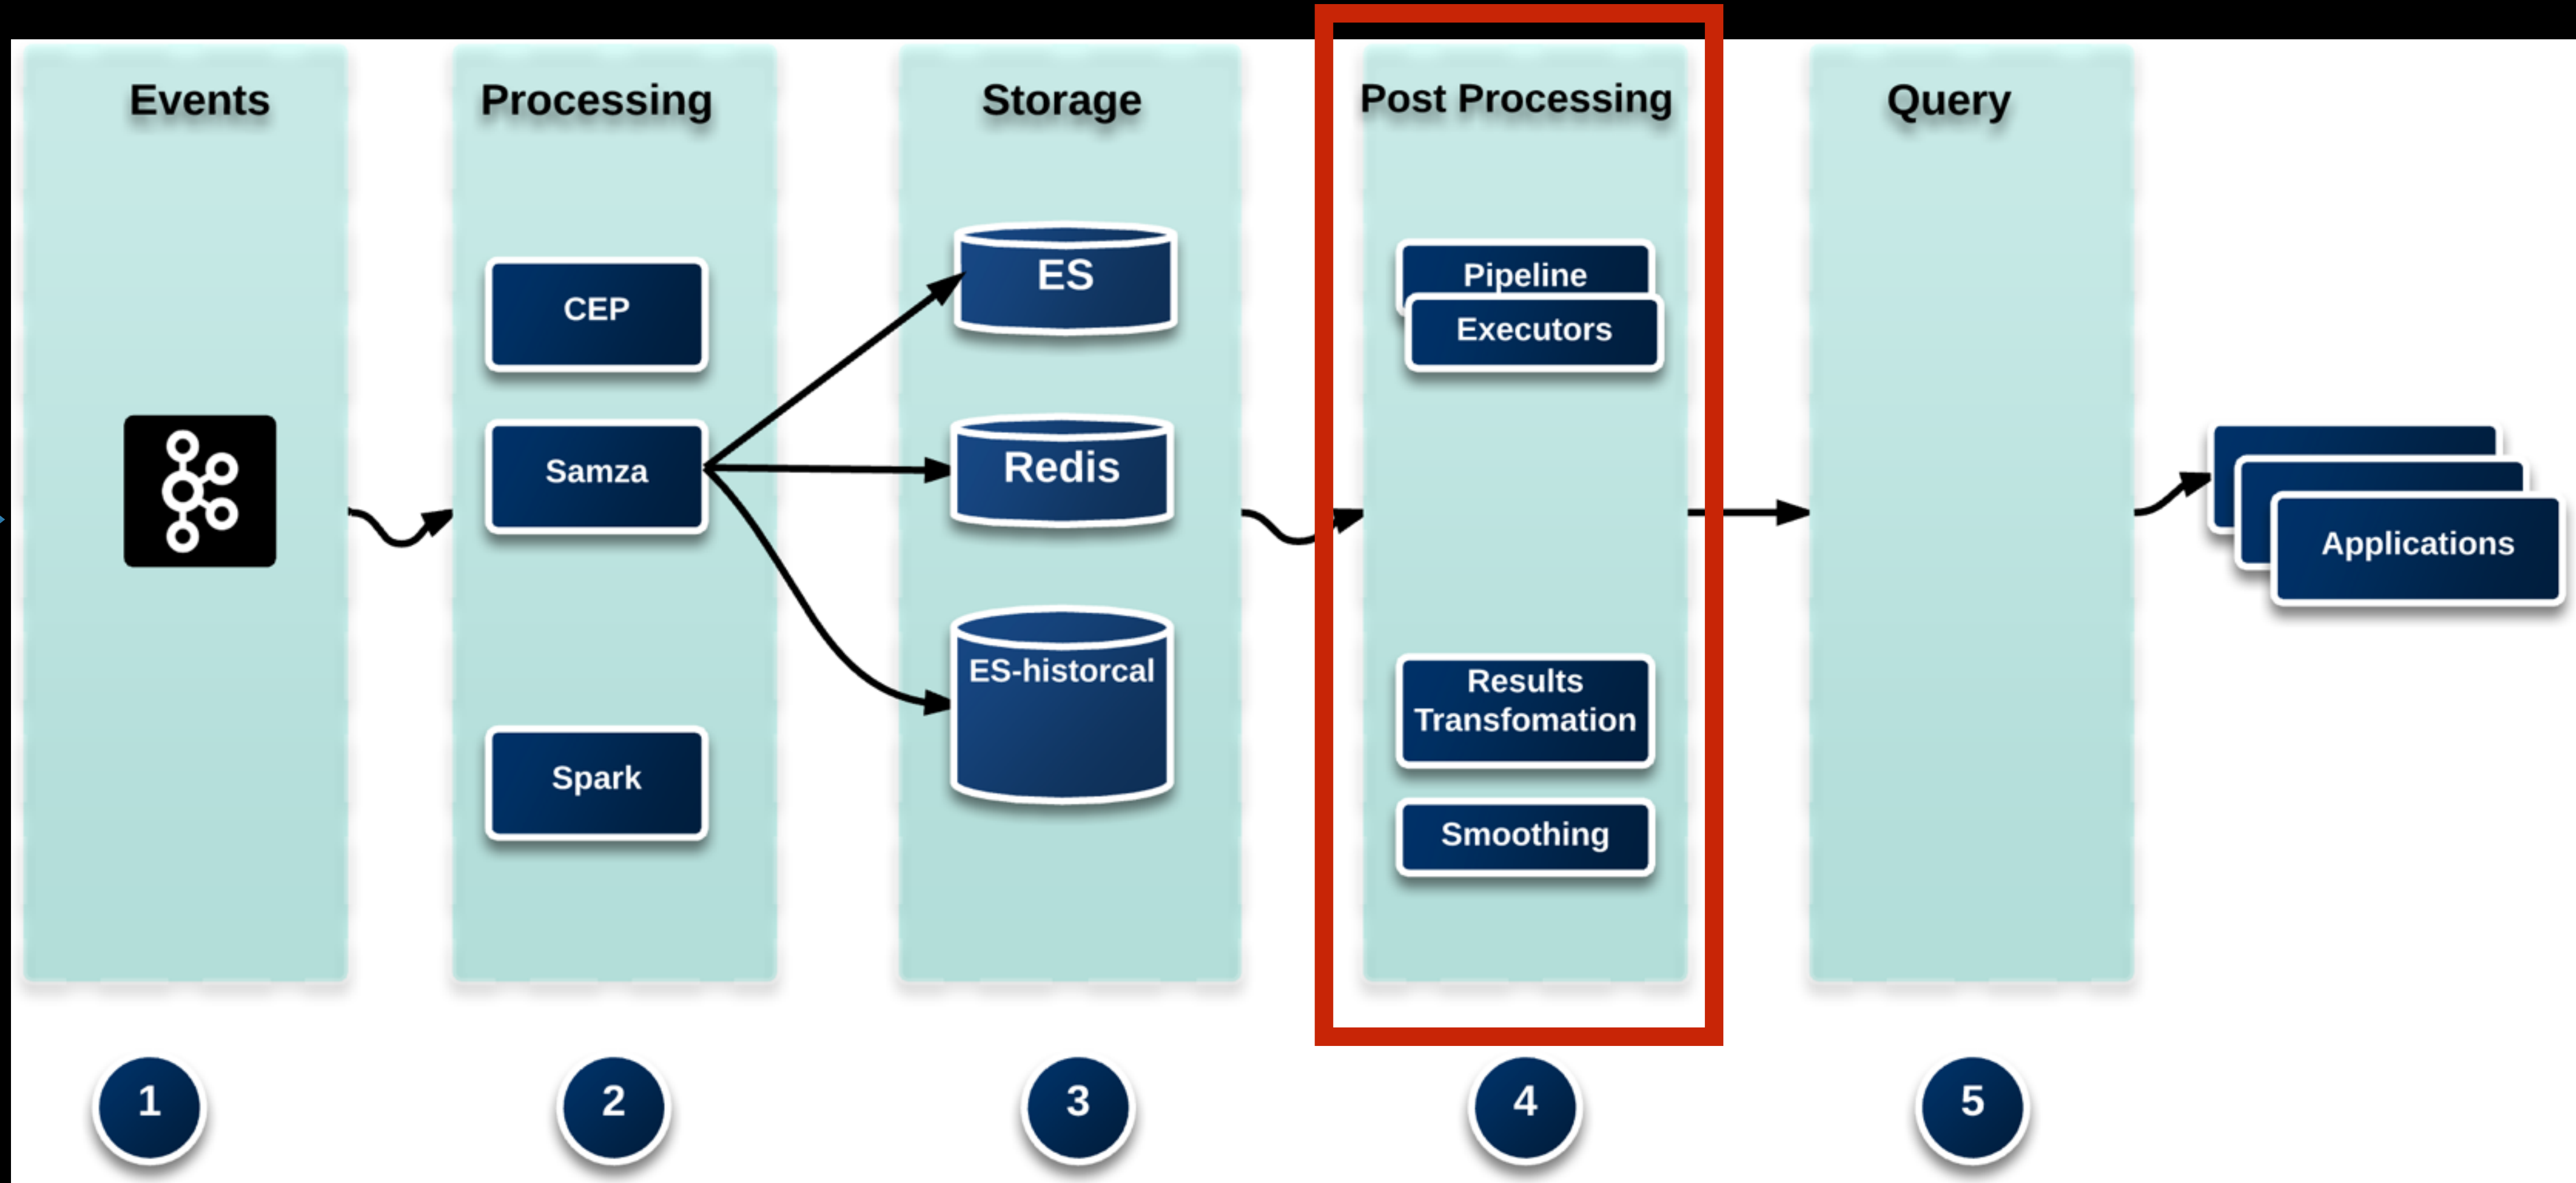 Events
Processing
Storage
Post Processing
Query
CEP
Samza
Spark
ES
Redis
ES-historcal
Pipeline
Executors
Results
Transfomation
Smoothing
Applications
1
2
3
4
5